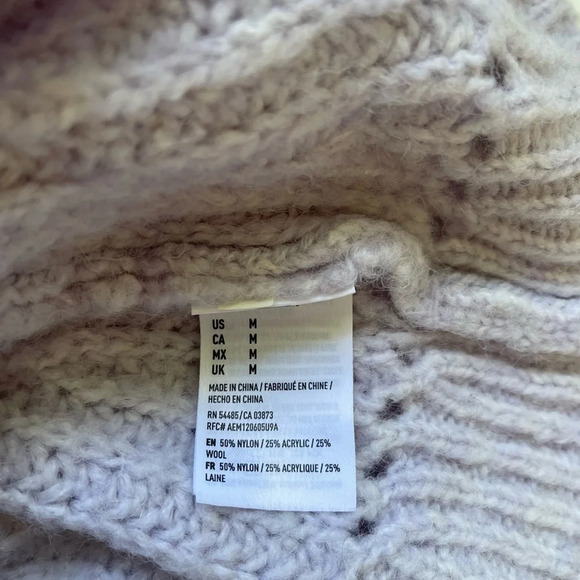 US M
CA M
MX M
UK M
MADE IN CHINA / FABRIQUÉ EN CHINE /
HECHO EN CHINA
RN 54485/CA 03873
RFC# AEM120605U9A
EN 50% NYLON / 25% ACRYLIC / 25%
WOOL
FR 50% NYLON / 25% ACRYLIQUE / 25%
LAINE